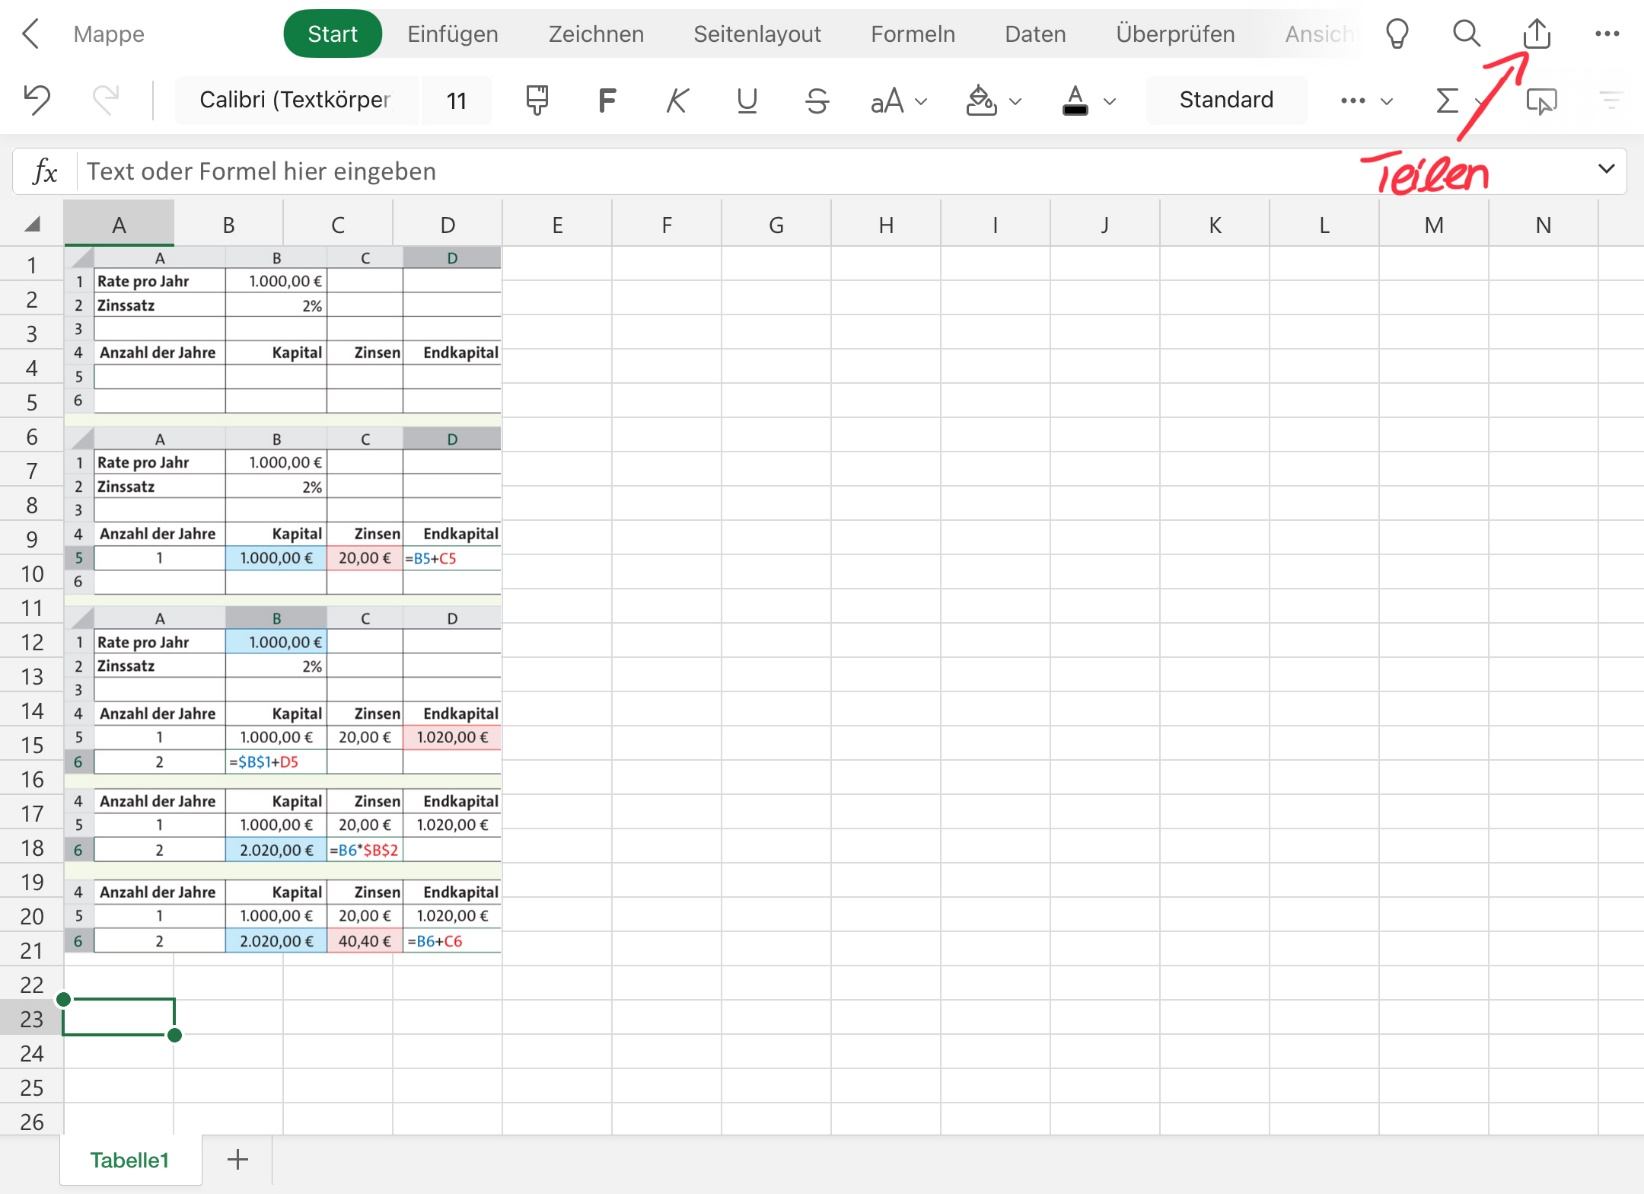 Mappe Start Einfügen Zeichnen Seitenlayout Formeln Daten Überprüfen Ansich
Calibri (Textkörper 11 F K U S aA A Standard Σ
Teilen
fx Text oder Formel hier eingeben
A B C D E F G H I J K L M N
1
2
3
4
5
6
7
8
9
10
11
12
13
14
15
16
17
18
19
20
21
22
23
24
25
26
A B C D
1 Rate pro Jahr 1.000,00 €
2 Zinssatz 2%
3
4 Anzahl der Jahre Kapital Zinsen Endkapital
5
6
A B C D
1 Rate pro Jahr 1.000,00 €
2 Zinssatz 2%
3
4 Anzahl der Jahre Kapital Zinsen Endkapital
5 1 1.000,00 € 20,00 € =B5+C5
6
A B C D
1 Rate pro Jahr 1.000,00 €
2 Zinssatz 2%
3
4 Anzahl der Jahre Kapital Zinsen Endkapital
5 1 1.000,00 € 20,00 € 1.020,00 €
6 2 =$B$1+D5
4 Anzahl der Jahre Kapital Zinsen Endkapital
5 1 1.000,00 € 20,00 € 1.020,00 €
6 2 2.020,00 € =B6*$B$2
4 Anzahl der Jahre Kapital Zinsen Endkapital
5 1 1.000,00 € 20,00 € 1.020,00 €
6 2 2.020,00 € 40,40 € =B6+C6
Tabelle1 +